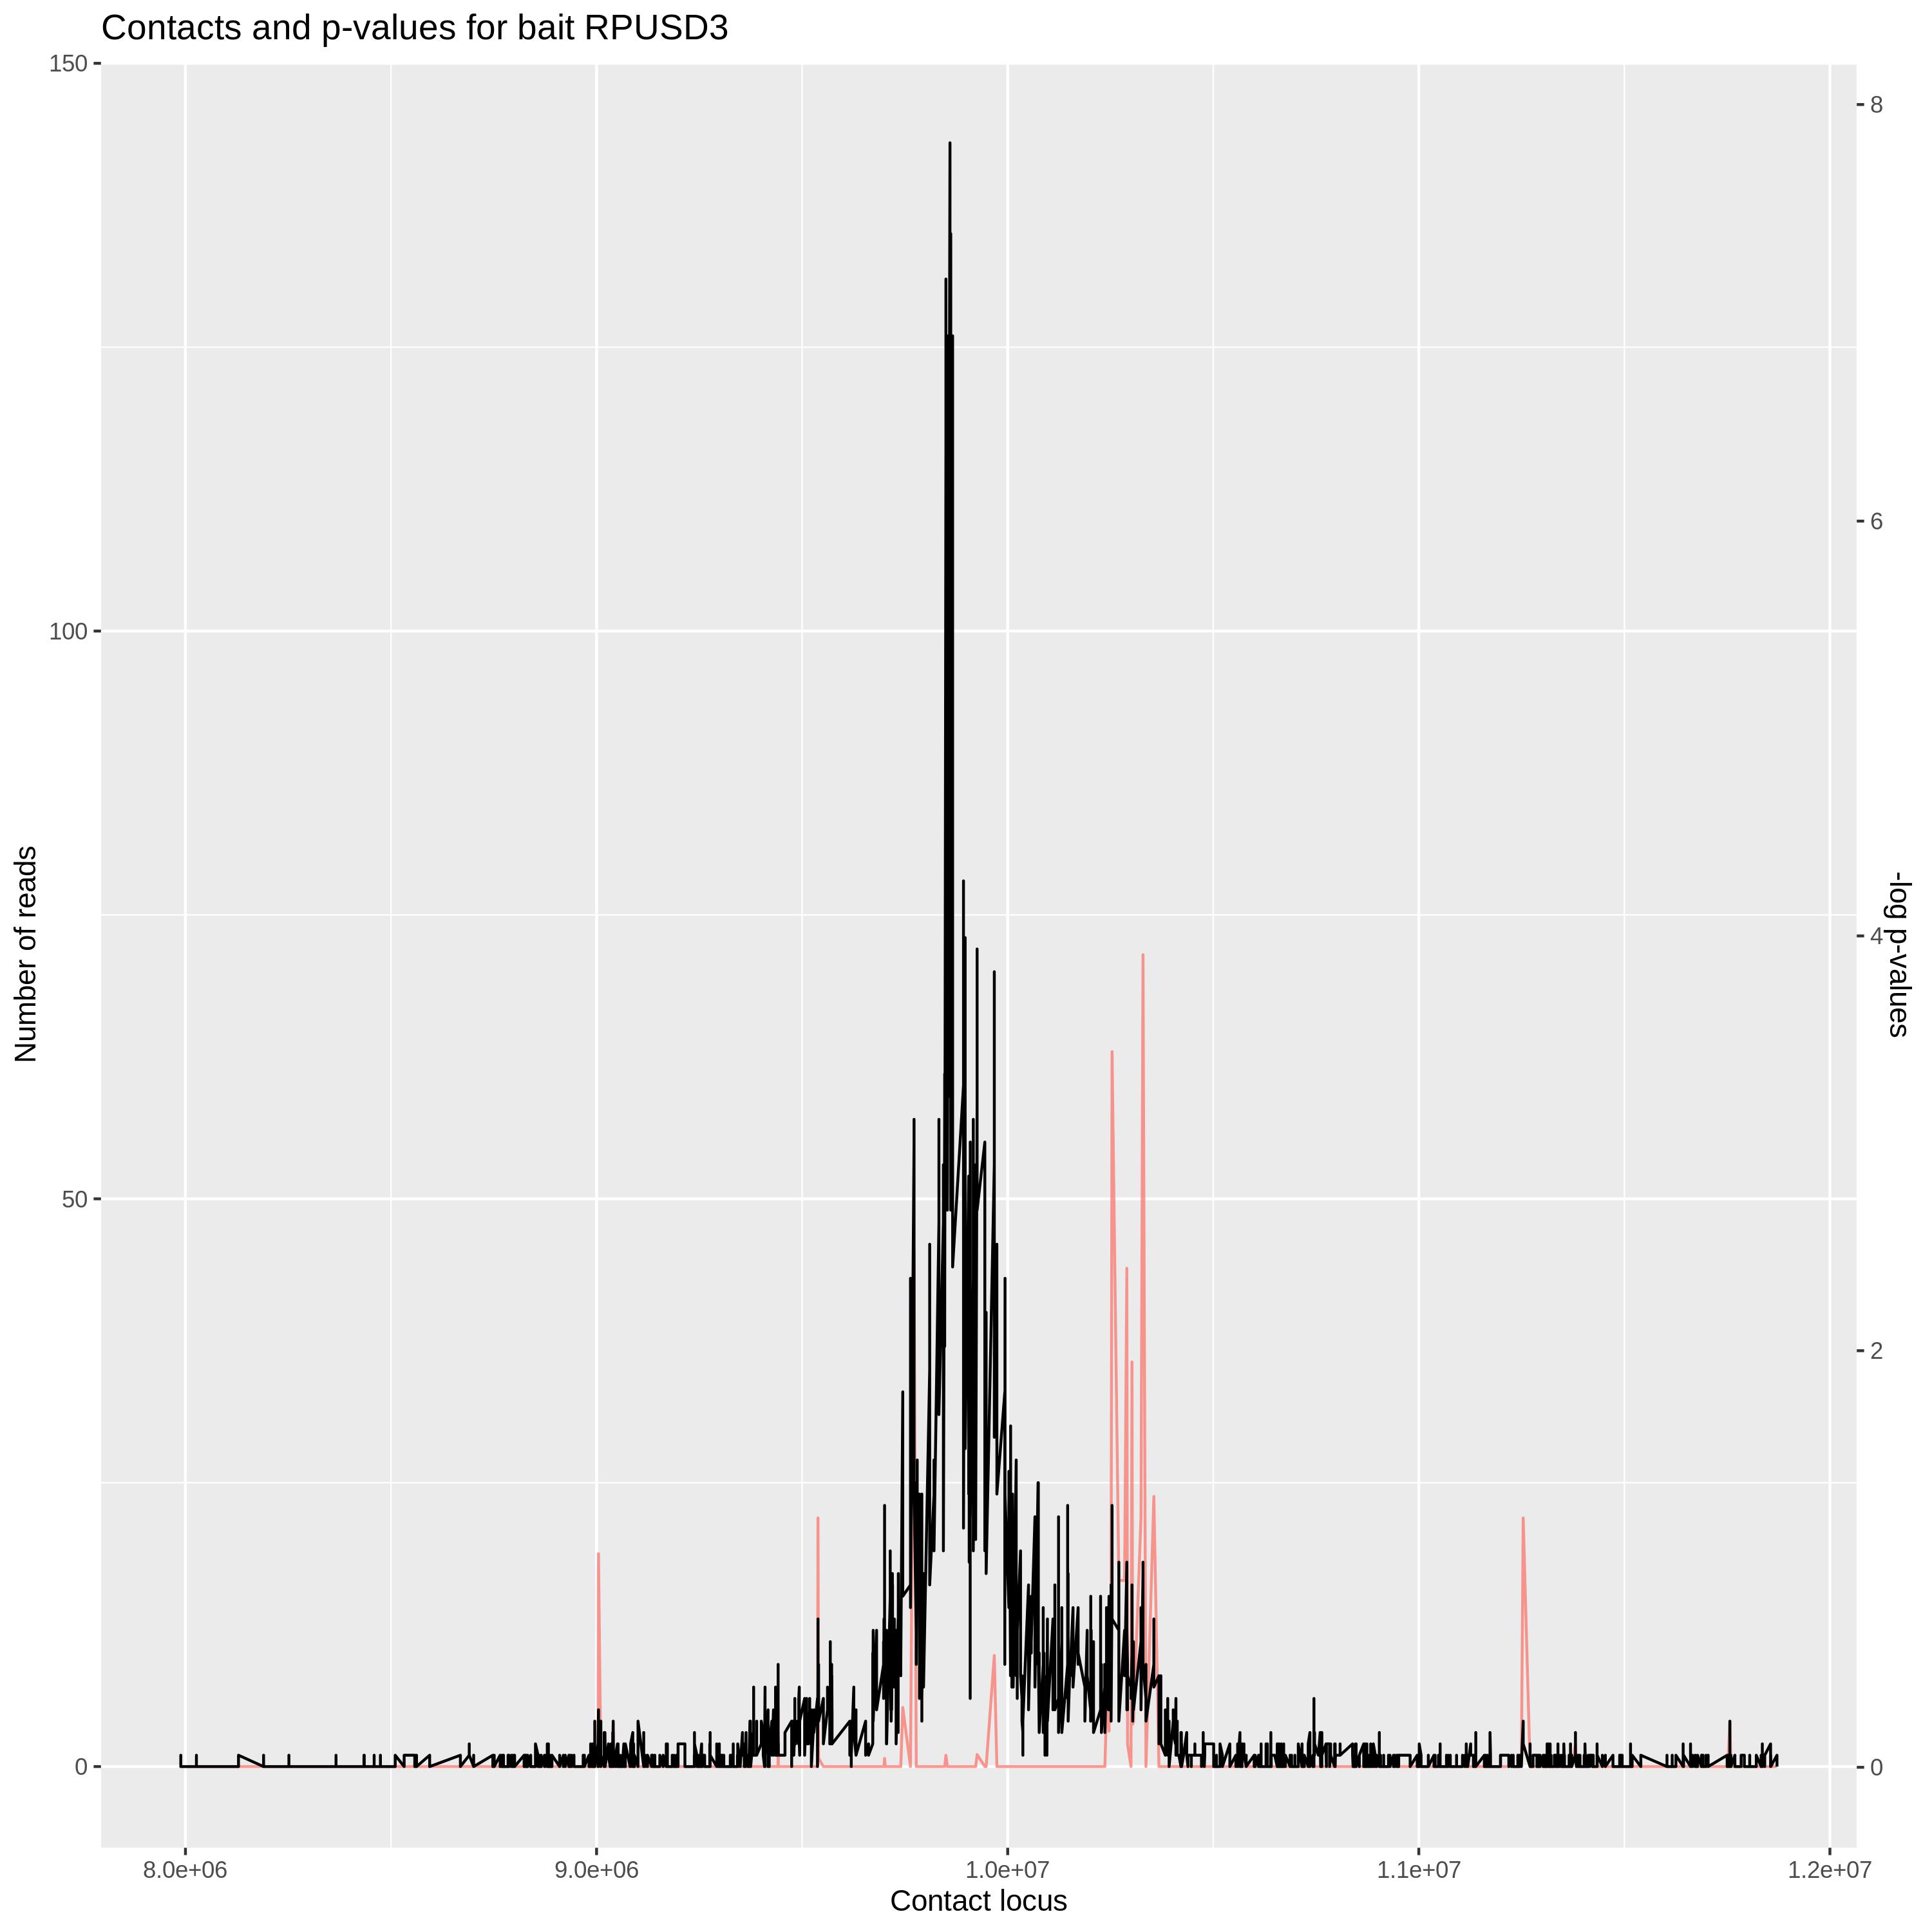 Contacts and p-values for bait RPUSD3
150
100
50
0
Number of reads
8
6
4
2
0
-log p-values
8.0e+06
9.0e+06
1.0e+07
1.1e+07
1.2e+07
Contact locus